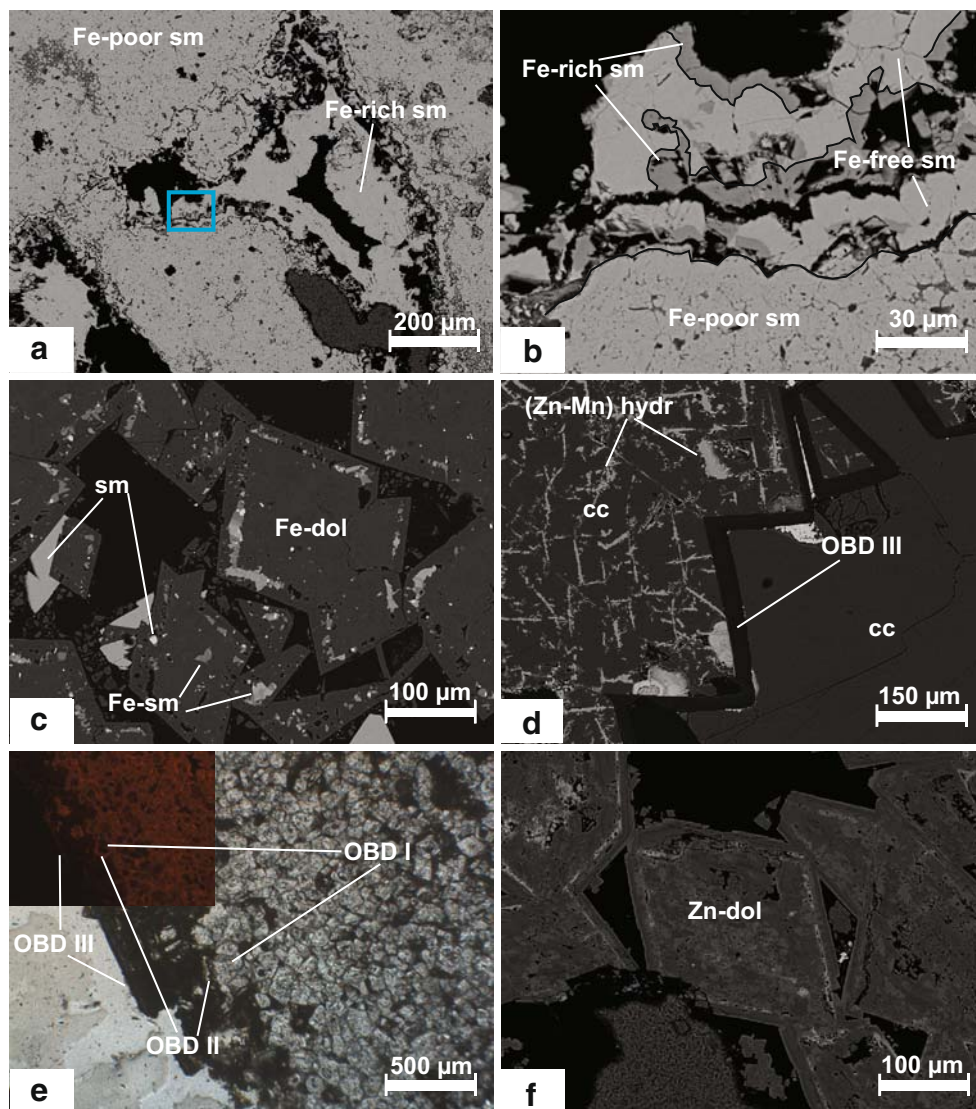 Fe-poor sm
Fe-rich sm
200 µm
a
Fe-rich sm
Fe-free sm
Fe-poor sm
30 µm
b
sm
Fe-dol
Fe-sm
100 µm
c
(Zn-Mn) hydr
cc
OBD III
cc
150 µm
d
OBD I
OBD III
OBD II
500 µm
e
Zn-dol
100 µm
f